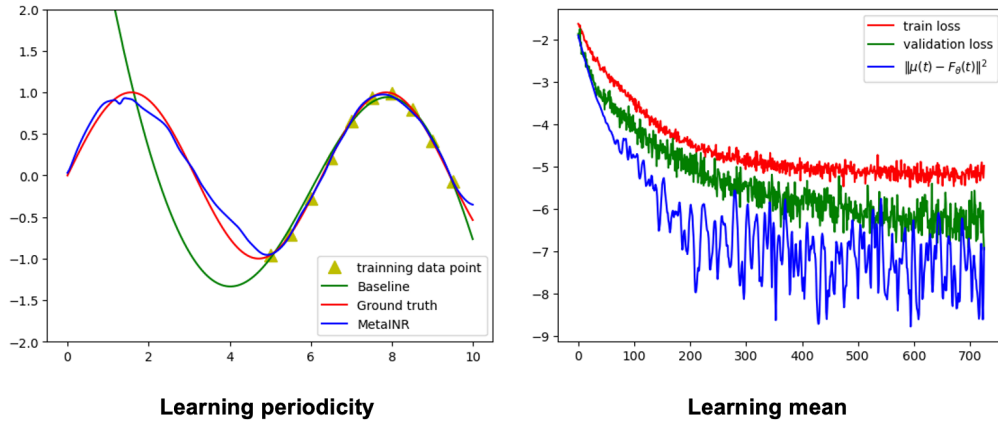 2.0
1.5
1.0
0.5
0.0
−0.5
−1.0
−1.5
−2.0
0 2 4 6 8 10
trainning data point
Baseline
Ground truth
MetaINR
Learning periodicity
−2
−3
−4
−5
−6
−7
−8
−9
0 100 200 300 400 500 600 700
train loss
validation loss
‖μ(t) − F_θ(t)‖²
Learning mean